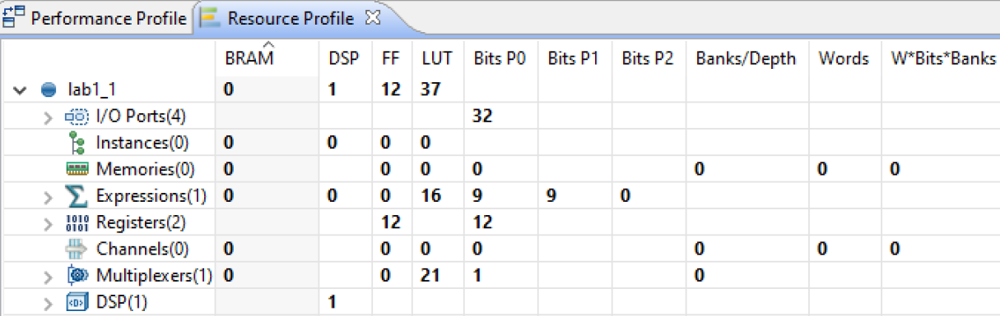 Performance Profile Resource Profile
BRAM DSP FF LUT Bits P0 Bits P1 Bits P2 Banks/Depth Words W*Bits*Banks
lab1_1 0 1 12 37
I/O Ports(4) 32
Instances(0) 0 0 0 0
Memories(0) 0 0 0 0 0 0 0
Expressions(1) 0 0 0 16 9 9 0
1010 0101 Registers(2) 12 12
Channels(0) 0 0 0 0 0 0 0
Multiplexers(1) 0 0 21 1 0
DSP(1) 1